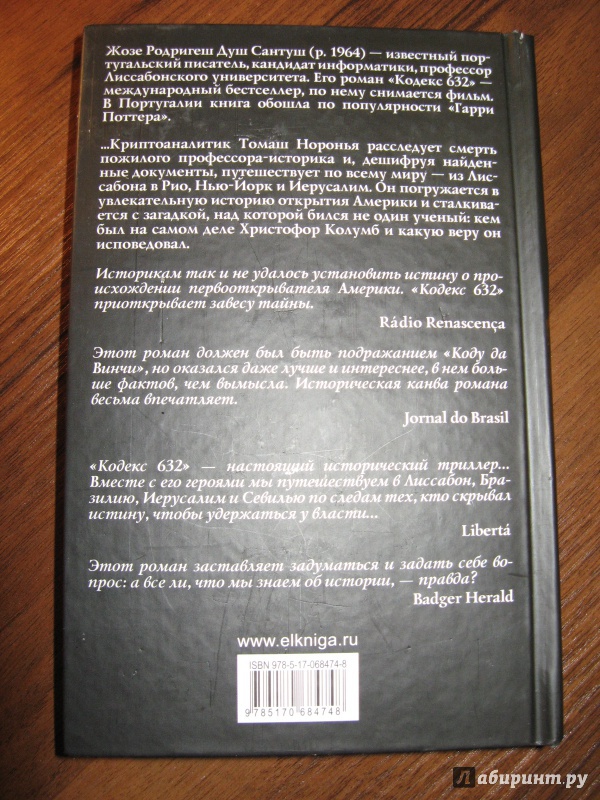 Жозе Родригеш Душ Сантуш (р. 1964) — известный пор-
тугальский писатель, кандидат информатики, профессор
Лиссабонского университета. Его роман «Кодекс 632» —
международный бестселлер, по нему снимается фильм.
В Португалии книга обошла по популярности «Гарри
Поттера».
...Криптоаналитик Томаш Норонья расследует смерть
пожилого профессора-историка и, дешифруя найден-
ные документы, путешествует по всему миру — из Лис-
сабона в Рио, Нью-Йорк и Иерусалим. Он погружается в
увлекательную историю открытия Америки и сталкива-
ется с загадкой, над которой бился не один ученый: кем
был на самом деле Христофор Колумб и какую веру он
исповедовал.
Историкам так и не удалось установить истину о про-
исхождении первооткрывателя Америки. «Кодекс 632»
приоткрывает завесу тайны.
Rádio Renascença
Этот роман должен был быть подражанием «Коду да
Винчи», но оказался даже лучше и интереснее, в нем боль-
ше фактов, чем вымысла. Историческая канва романа
весьма впечатляет.
Jornal do Brasil
«Кодекс 632» — настоящий исторический триллер...
Вместе с его героями мы путешествуем в Лиссабон, Бра-
зилию, Иерусалим и Севилью по следам тех, кто скрывал
истину, чтобы удержаться у власти...
Libertá
Этот роман заставляет задуматься и задать себе во-
прос: а все ли, что мы знаем об истории, — правда?
Badger Herald
www.elkniga.ru
ISBN 978-5-17-068474-8
9 785170 684748
Лабиринт.ру